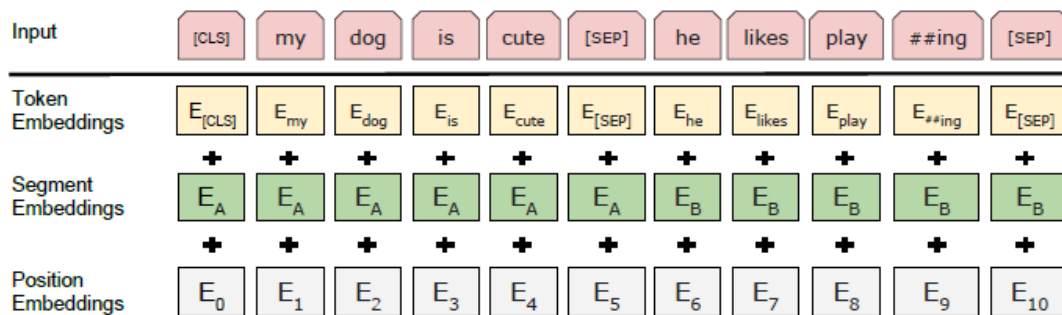 Input [CLS] my dog is cute [SEP] he likes play ##ing [SEP]
Token Embeddings E[CLS] Emy Edog Eis Ecute E[SEP] Ehe Elikes Eplay E##ing E[SEP]
+ + + + + + + + + + +
Segment Embeddings EA EA EA EA EA EA EB EB EB EB EB
+ + + + + + + + + + +
Position Embeddings E0 E1 E2 E3 E4 E5 E6 E7 E8 E9 E10